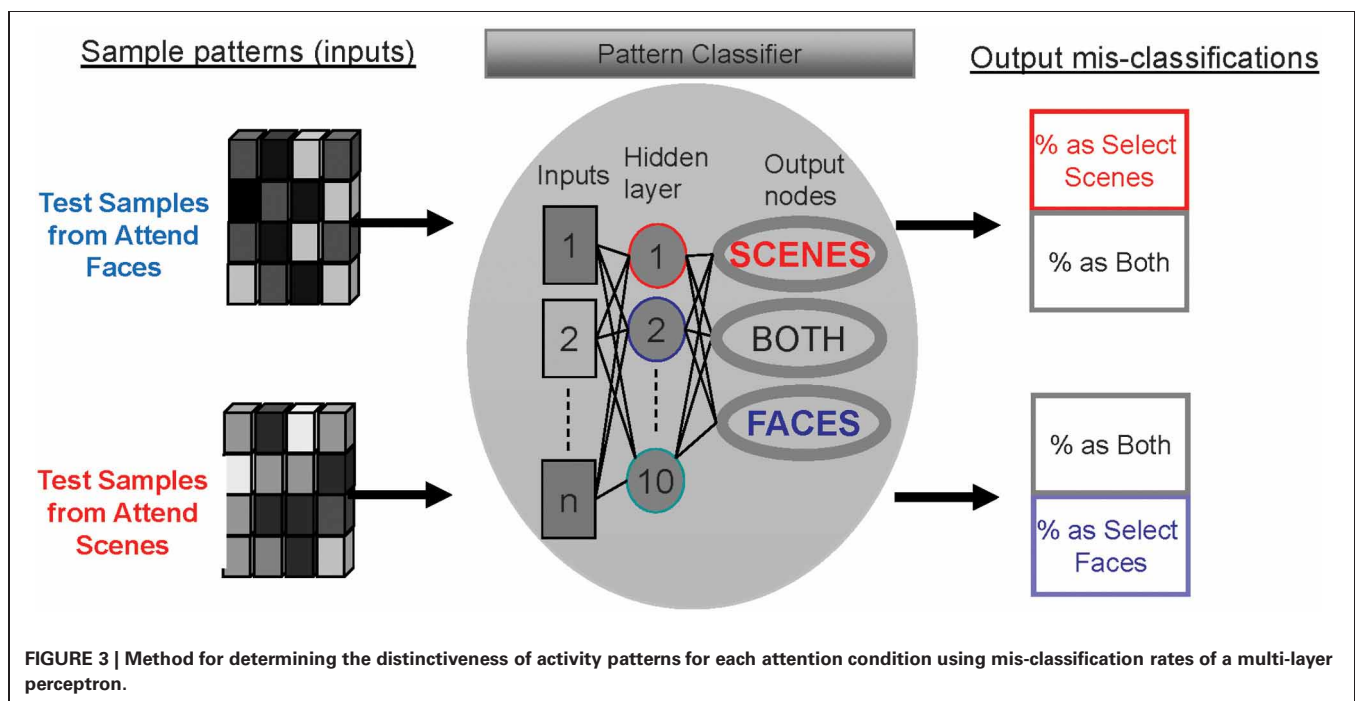 Sample patterns (inputs)
Pattern Classifier
Output mis-classifications
Test Samples
from Attend
Faces
Test Samples
from Attend
Scenes
Inputs
1
2
n
Hidden
layer
1
2
10
Output
nodes
SCENES
BOTH
FACES
% as Select
Scenes
% as Both
% as Both
% as Select
Faces
FIGURE 3 | Method for determining the distinctiveness of activity patterns for each attention condition using mis-classification rates of a multi-layer
perceptron.